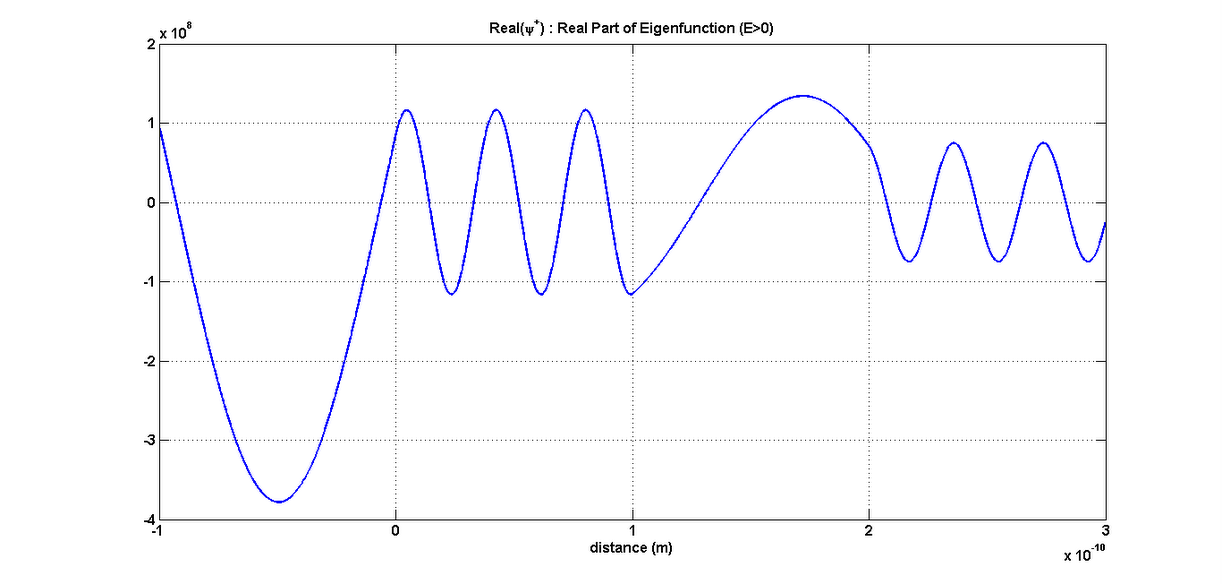 Real(ψ⁺) : Real Part of Eigenfunction (E>0)
x 10⁸
2
1
0
-1
-2
-3
-4
-1 0 1 2 3
distance (m)
x 10⁻¹⁰